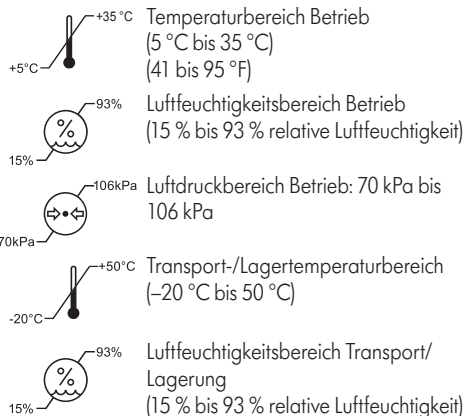 +35 °C
Temperaturbereich Betrieb
(5 °C bis 35 °C)
+5°C
(41 bis 95 °F)
93%
Luftfeuchtigkeitsbereich Betrieb
%
(15 % bis 93 % relative Luftfeuchtigkeit)
15%
106kPa
Luftdruckbereich Betrieb: 70 kPa bis
106 kPa
70kPa
+50°C
Transport-/Lagertemperaturbereich
(–20 °C bis 50 °C)
-20°C
93%
Luftfeuchtigkeitsbereich Transport/
%
Lagerung
15%
(15 % bis 93 % relative Luftfeuchtigkeit)